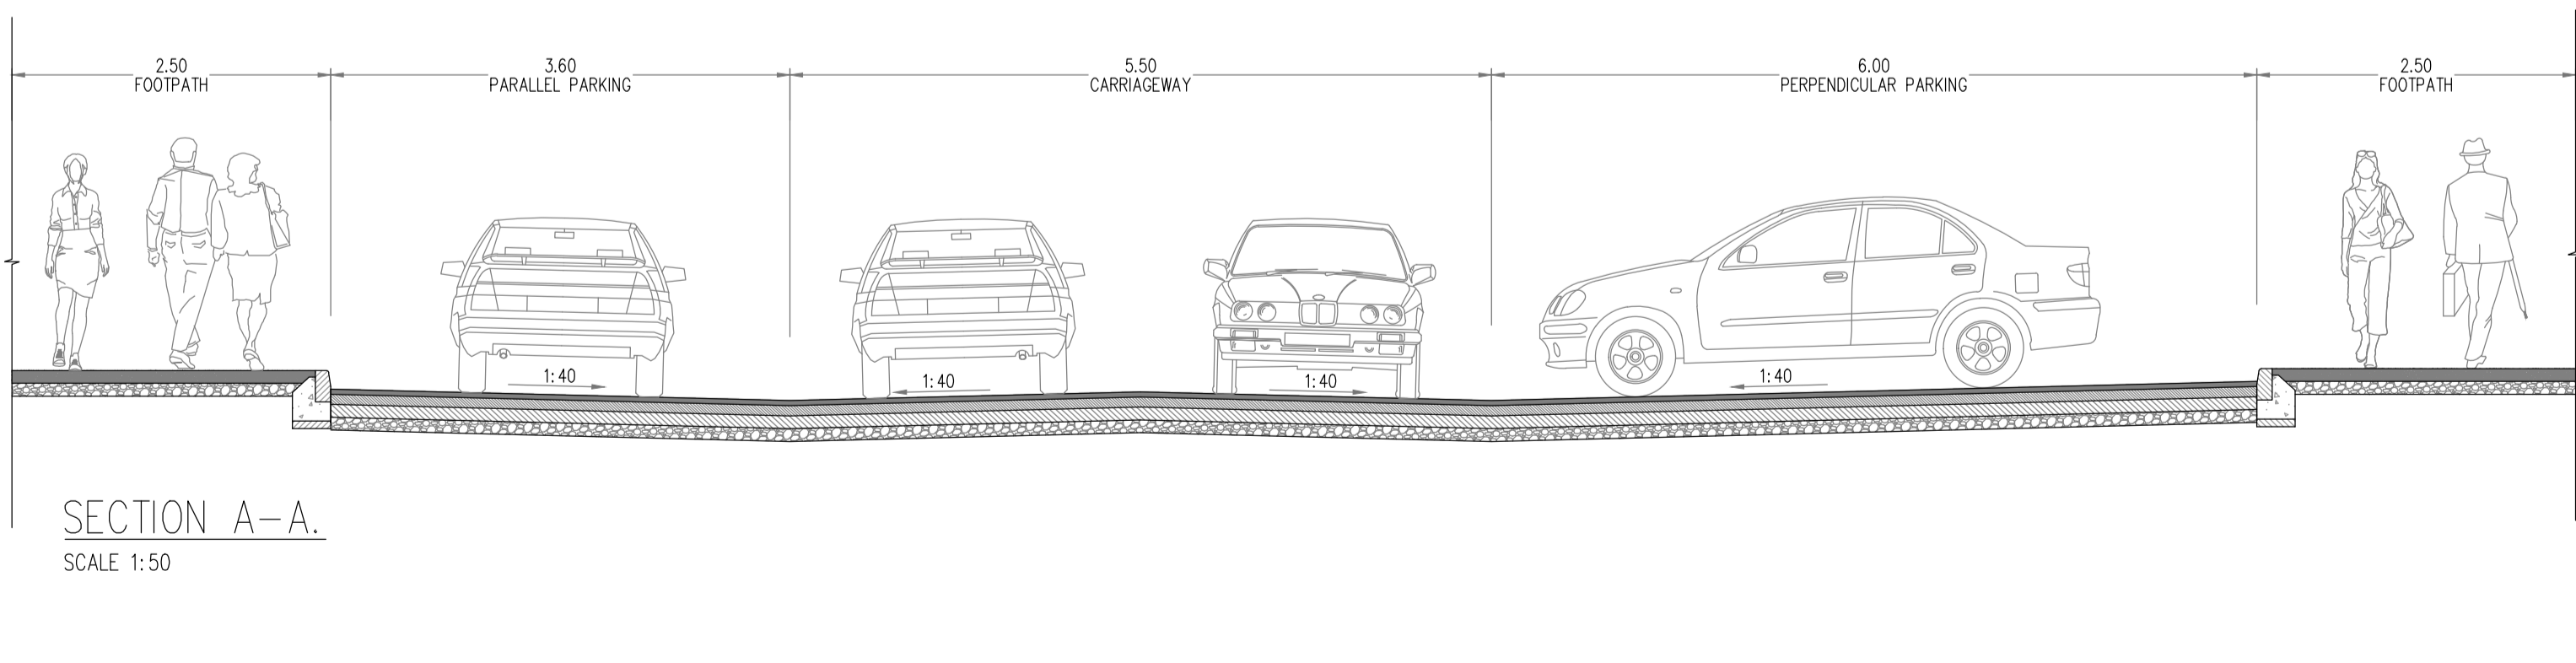 2.50
FOOTPATH
3.60
PARALLEL PARKING
5.50
CARRIAGEWAY
6.00
PERPENDICULAR PARKING
2.50
FOOTPATH
1:40
1:40
1:40
1:40
SECTION A-A.
SCALE 1:50